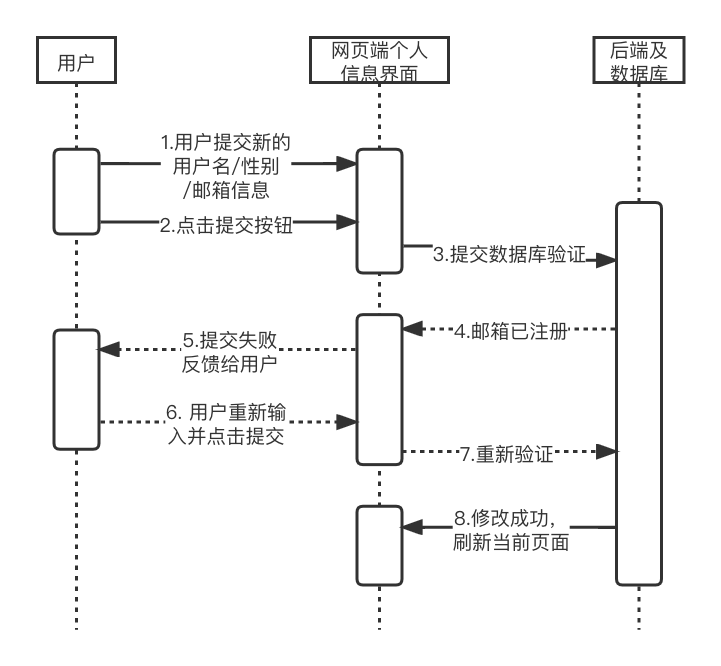 用户
网页端个人
信息界面
后端及
数据库
1.用户提交新的
用户名/性别
/邮箱信息
2.点击提交按钮
3.提交数据库验证
4.邮箱已注册
5.提交失败
反馈给用户
6. 用户重新输
入并点击提交
7.重新验证
8.修改成功,
刷新当前页面